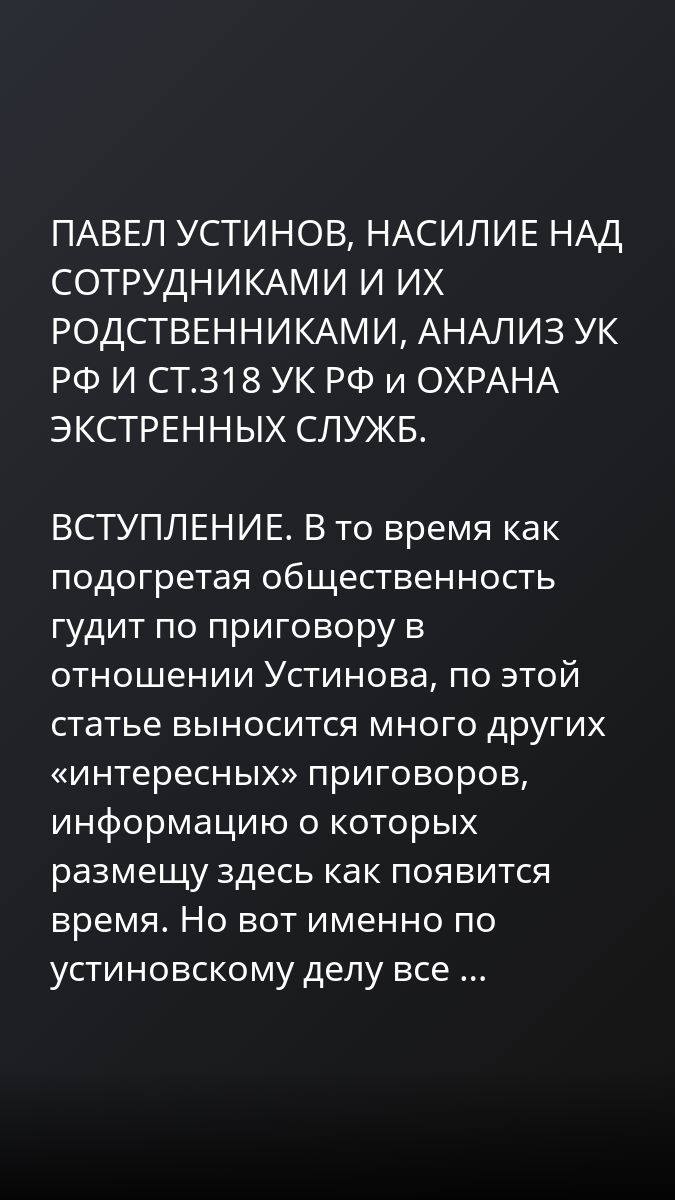 ПАВЕЛ УСТИНОВ, НАСИЛИЕ НАД
СОТРУДНИКАМИ И ИХ
РОДСТВЕННИКАМИ, АНАЛИЗ УК
РФ И СТ.318 УК РФ и ОХРАНА
ЭКСТРЕННЫХ СЛУЖБ.
ВСТУПЛЕНИЕ. В то время как
подогретая общественность
гудит по приговору в
отношении Устинова, по этой
статье выносится много других
«интересных» приговоров,
информацию о которых
размещу здесь как появится
время. Но вот именно по
устиновскому делу все ...